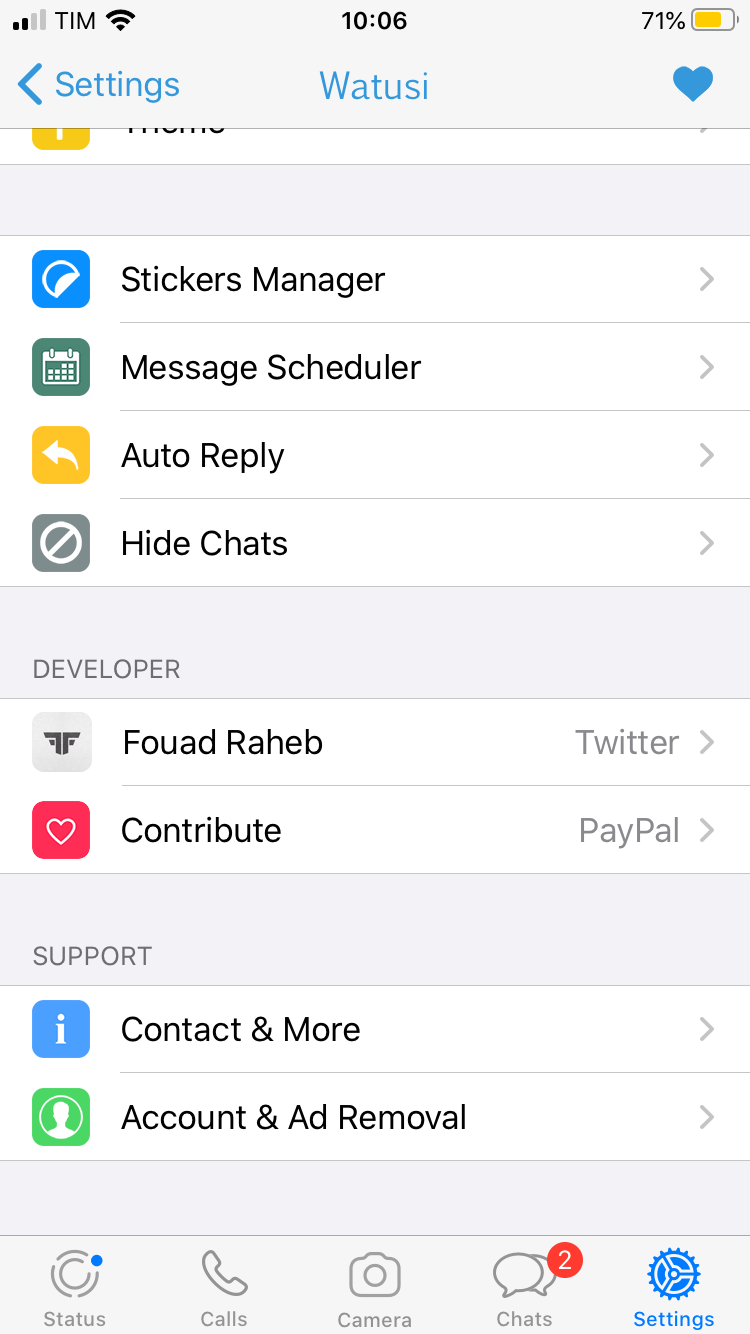 TIM 10:06 71%
Settings Watusi
Theme
Stickers Manager
Message Scheduler
Auto Reply
Hide Chats
DEVELOPER
Fouad Raheb Twitter
Contribute PayPal
SUPPORT
i Contact & More
Account & Ad Removal
2
Status Calls Camera Chats Settings